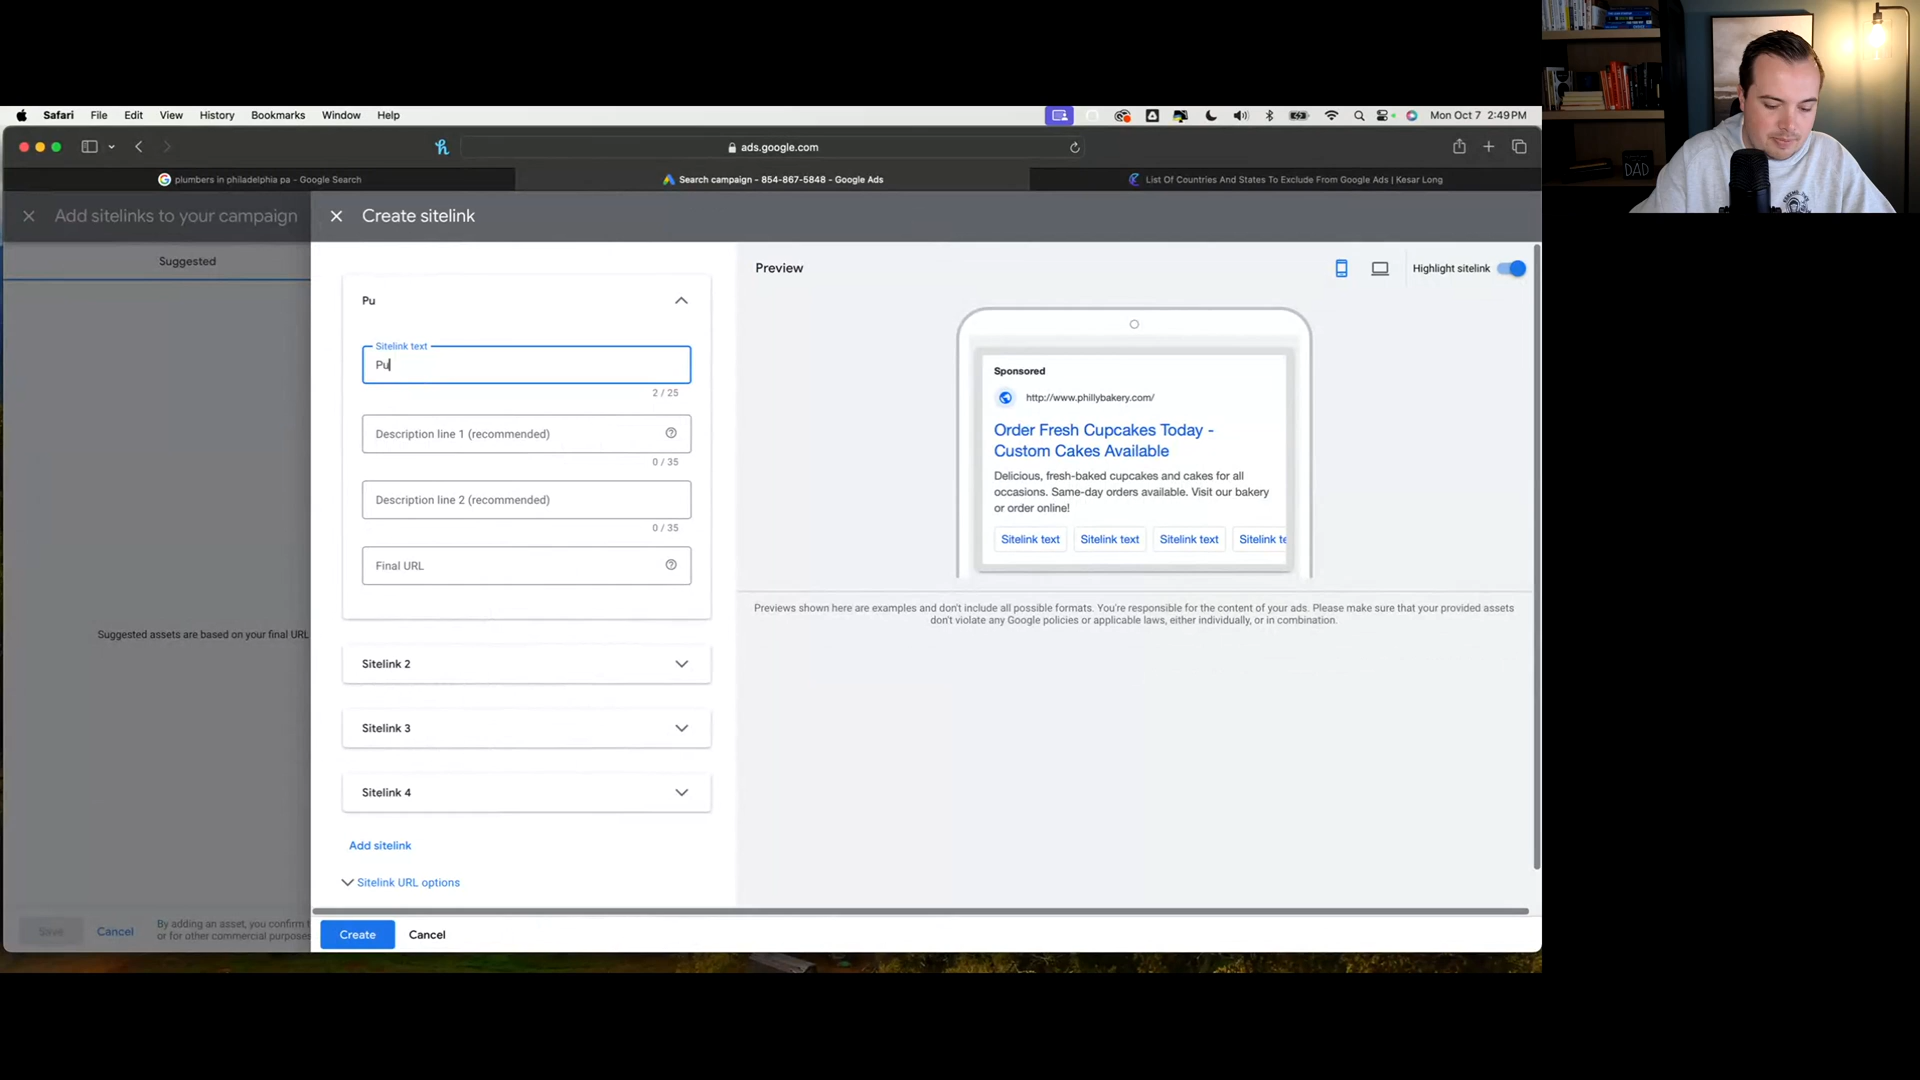 Safari File Edit View History Bookmarks Window Help
Mon Oct 7 2:49 PM
ads.google.com
plumbers in philadelphia pa - Google Search
Search campaign - 854-867-5848 - Google Ads
List Of Countries And States To Exclude From Google Ads | Kesar Long
Add sitelinks to your campaign
Create sitelink
Suggested
Suggested assets are based on your final URL
Save
Cancel
By adding an asset, you confirm t
or for other commercial purposes
Pu
Sitelink text
Pu
2 / 25
Description line 1 (recommended)
0 / 35
Description line 2 (recommended)
0 / 35
Final URL
Sitelink 2
Sitelink 3
Sitelink 4
Add sitelink
Sitelink URL options
Create
Cancel
Preview
Highlight sitelink
Sponsored
http://www.phillybakery.com/
Order Fresh Cupcakes Today -
Custom Cakes Available
Delicious, fresh-baked cupcakes and cakes for all
occasions. Same-day orders available. Visit our bakery
or order online!
Sitelink text
Sitelink text
Sitelink text
Sitelink te
Previews shown here are examples and don't include all possible formats. You're responsible for the content of your ads. Please make sure that your provided assets
don't violate any Google policies or applicable laws, either individually, or in combination.
DAD